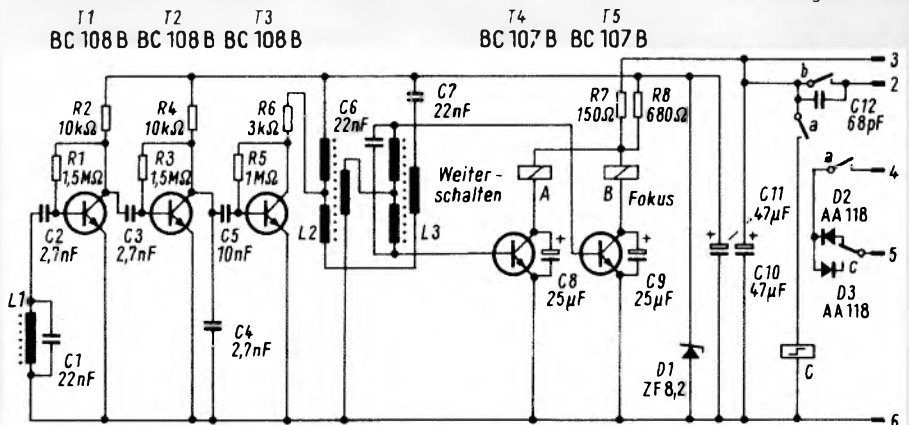 T1 T2 T3 T4 T5
BC 108 B BC 108 B BC 108 B BC 107 B BC 107 B
3
b
2
R2
10kΩ
R4
10kΩ
R6
3kΩ
C6
22nF
C7
22nF
R7
150Ω
R8
680Ω
C12
68pF
a
R1
1,5MΩ
R3
1,5MΩ
R5
1MΩ
Weiter-
schalten
A
B
Fokus
a
4
C11
47µF
D2
AA 118
C2
2,7nF
C3
2,7nF
C5
10nF
L2
L3
5
c
C8
25µF
C9
25µF
C10
47µF
D3
AA 118
L1
C1
22nF
C4
2,7nF
D1
ZF 8,2
C
6